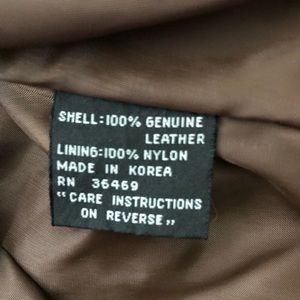 SHELL:100% GENUINE
LEATHER
LINING:100% NYLON
MADE IN KOREA
RN 36469
"CARE INSTRUCTIONS
ON REVERSE„